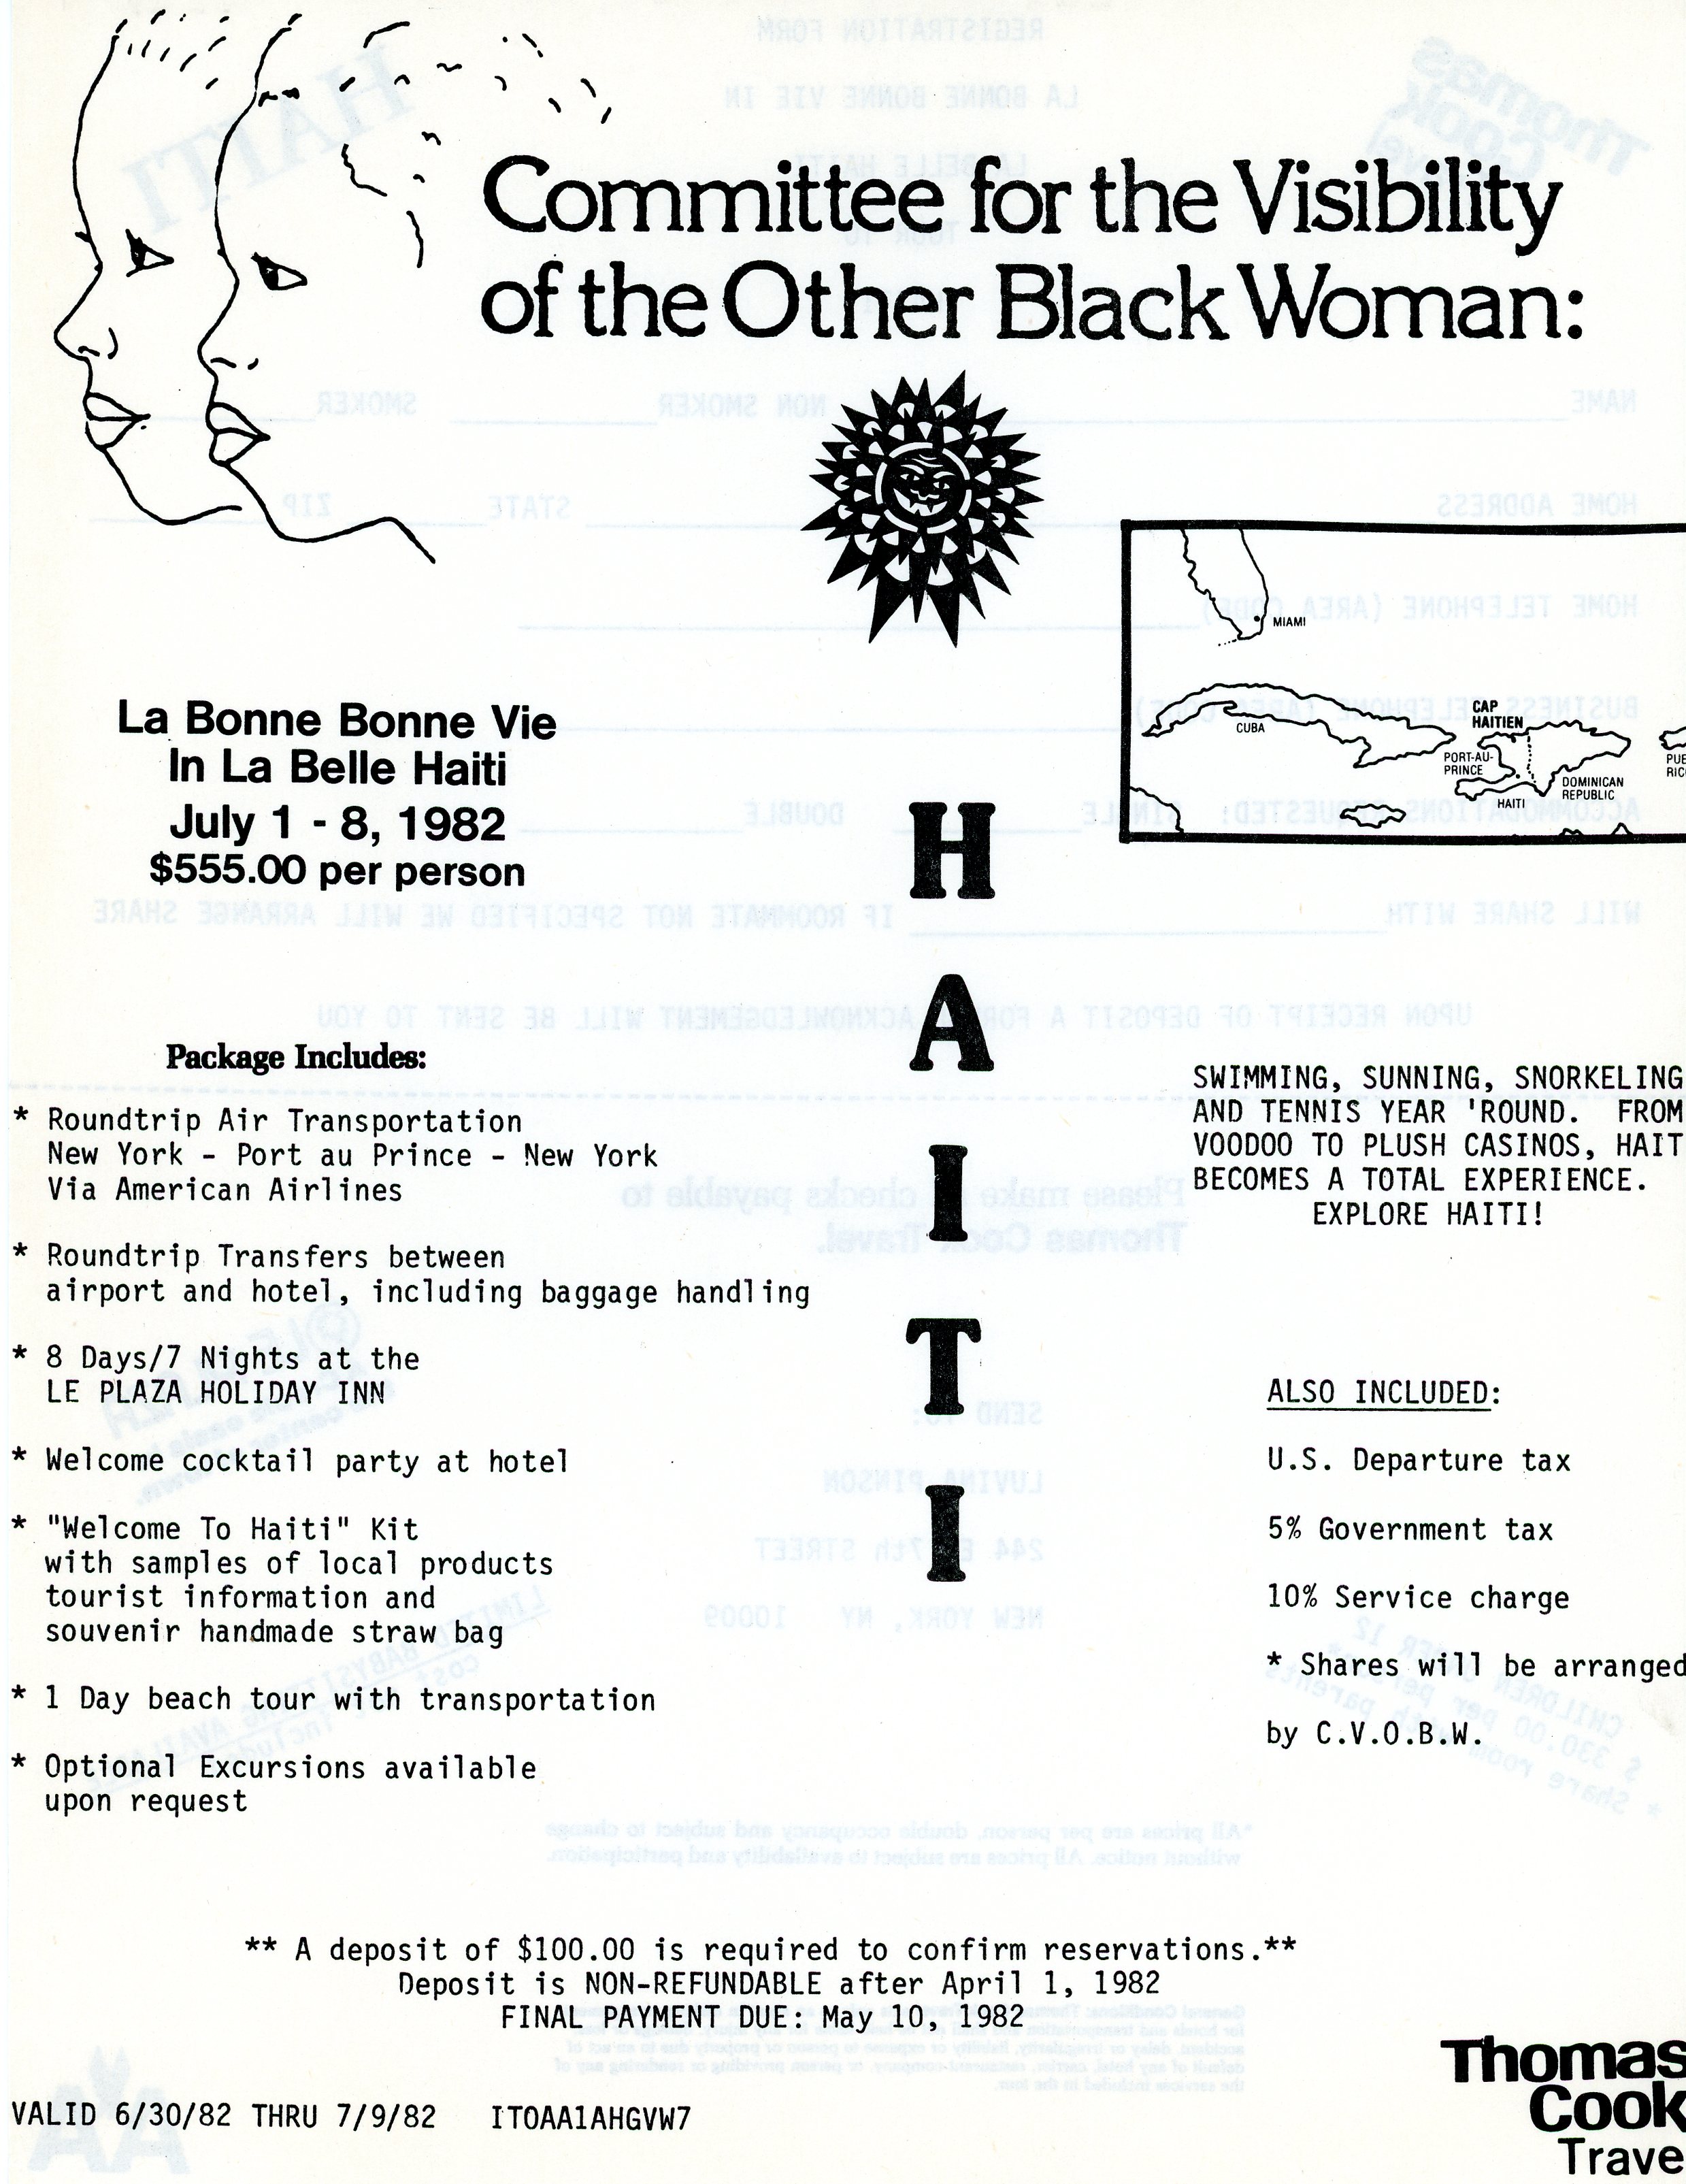 Committee for the Visibility
of the Other Black Woman:
MIAMI
CUBA
CAP
HAITIEN
PORT-AU-
PRINCE
HAITI
DOMINICAN
REPUBLIC
PUE
RIC
La Bonne Bonne Vie
In La Belle Haiti
July 1 - 8, 1982
$555.00 per person
H
A
I
T
I
Package Includes:
* Roundtrip Air Transportation
New York - Port au Prince - New York
Via American Airlines
* Roundtrip Transfers between
airport and hotel, including baggage handling
* 8 Days/7 Nights at the
LE PLAZA HOLIDAY INN
* Welcome cocktail party at hotel
* "Welcome To Haiti" Kit
with samples of local products
tourist information and
souvenir handmade straw bag
* 1 Day beach tour with transportation
* Optional Excursions available
upon request
SWIMMING, SUNNING, SNORKELING
AND TENNIS YEAR 'ROUND. FROM
VOODOO TO PLUSH CASINOS, HAIT
BECOMES A TOTAL EXPERIENCE.
EXPLORE HAITI!
ALSO INCLUDED:
U.S. Departure tax
5% Government tax
10% Service charge
* Shares will be arranged
by C.V.O.B.W.
** A deposit of $100.00 is required to confirm reservations.**
Deposit is NON-REFUNDABLE after April 1, 1982
FINAL PAYMENT DUE: May 10, 1982
VALID 6/30/82 THRU 7/9/82 ITOAA1AHGVW7
Thomas
Cook
Trave